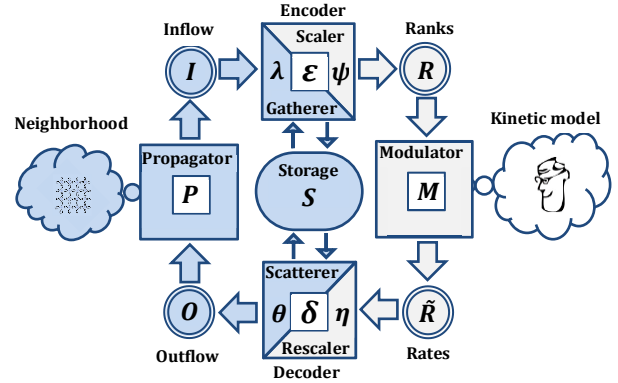 Encoder
Inflow
Scaler
Ranks
I
λ
ε
ψ
R
Gatherer
Neighborhood
Kinetic model
Propagator
Storage
Modulator
P
S
M
Scatterer
O
θ
δ
η
R̃
Outflow
Rescaler
Rates
Decoder